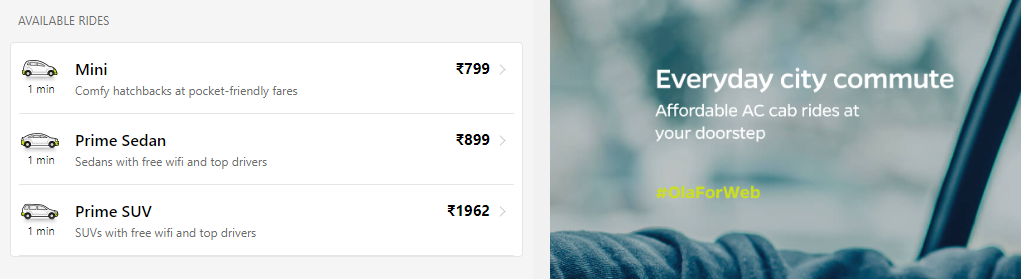 AVAILABLE RIDES
Mini
₹799
1 min
Comfy hatchbacks at pocket-friendly fares
Prime Sedan
₹899
1 min
Sedans with free wifi and top drivers
Prime SUV
₹1962
1 min
SUVs with free wifi and top drivers
Everyday city commute
Affordable AC cab rides at
your doorstep
#OlaForWeb